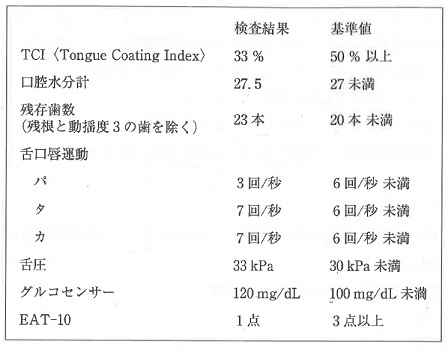 検査結果 基準値
TCI〈Tongue Coating Index〉 33 % 50 % 以上
口腔水分計 27.5 27 未満
残存歯数
(残根と動揺度 3 の歯を除く) 23 本 20 本 未満
舌口唇運動
パ 3 回/秒 6 回/秒 未満
タ 7 回/秒 6 回/秒 未満
カ 7 回/秒 6 回/秒 未満
舌圧 33 kPa 30 kPa 未満
グルコセンサー 120 mg/dL 100 mg/dL 未満
EAT-10 1 点 3 点以上